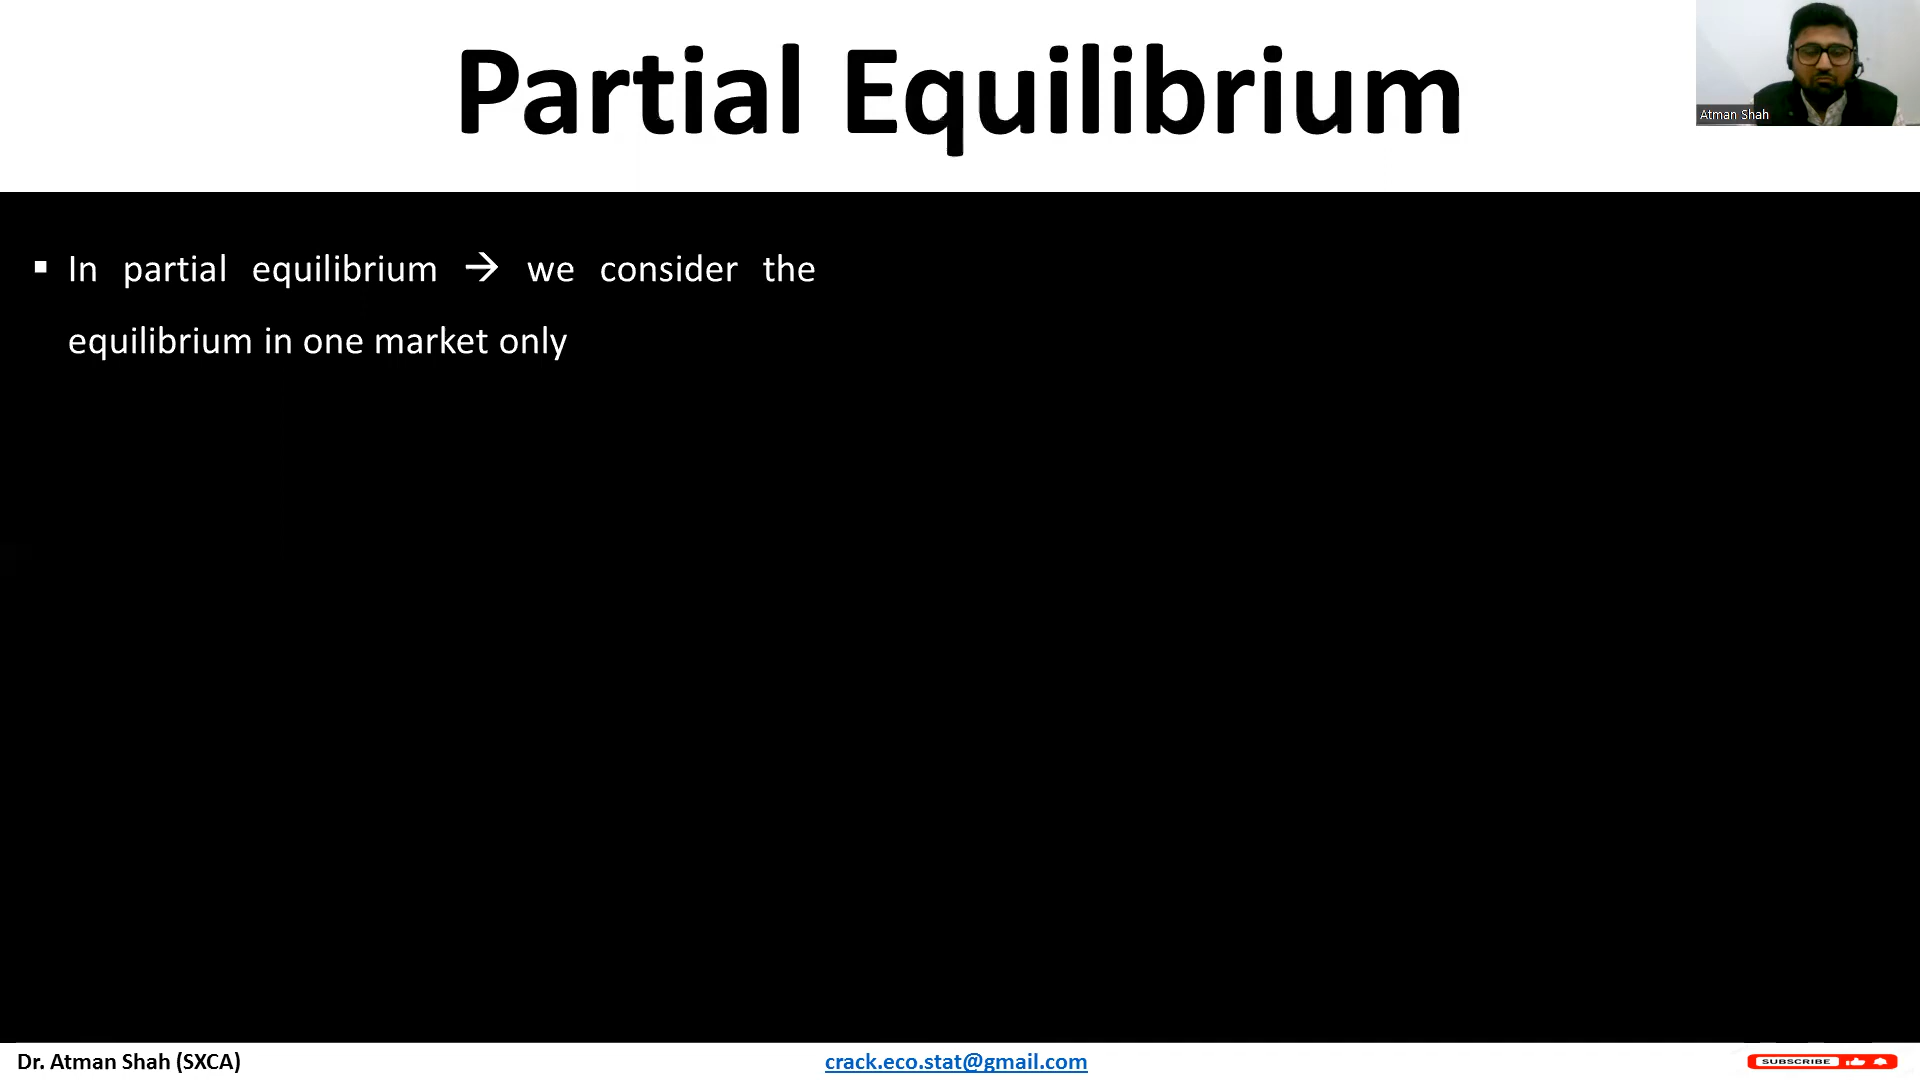 Partial Equilibrium
Atman Shah
▪ In partial equilibrium → we consider the
equilibrium in one market only
Dr. Atman Shah (SXCA)
crack.eco.stat@gmail.com
SUBSCRIBE